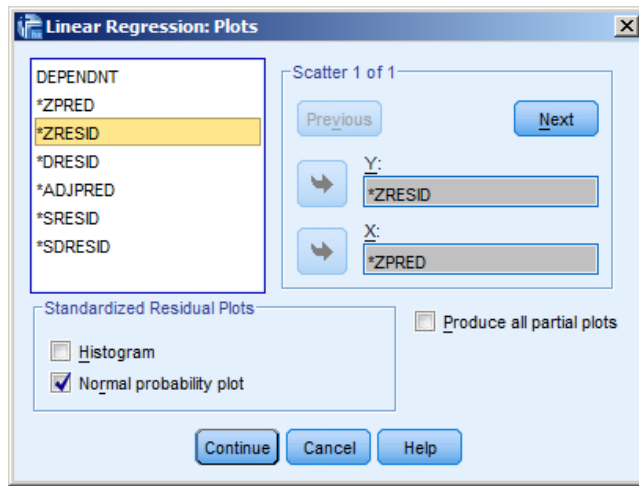 Linear Regression: Plots
DEPENDNT
*ZPRED
*ZRESID
*DRESID
*ADJPRED
*SRESID
*SDRESID
Scatter 1 of 1
Previous
Next
Y:
*ZRESID
X:
*ZPRED
Standardized Residual Plots
Histogram
Normal probability plot
Produce all partial plots
Continue
Cancel
Help